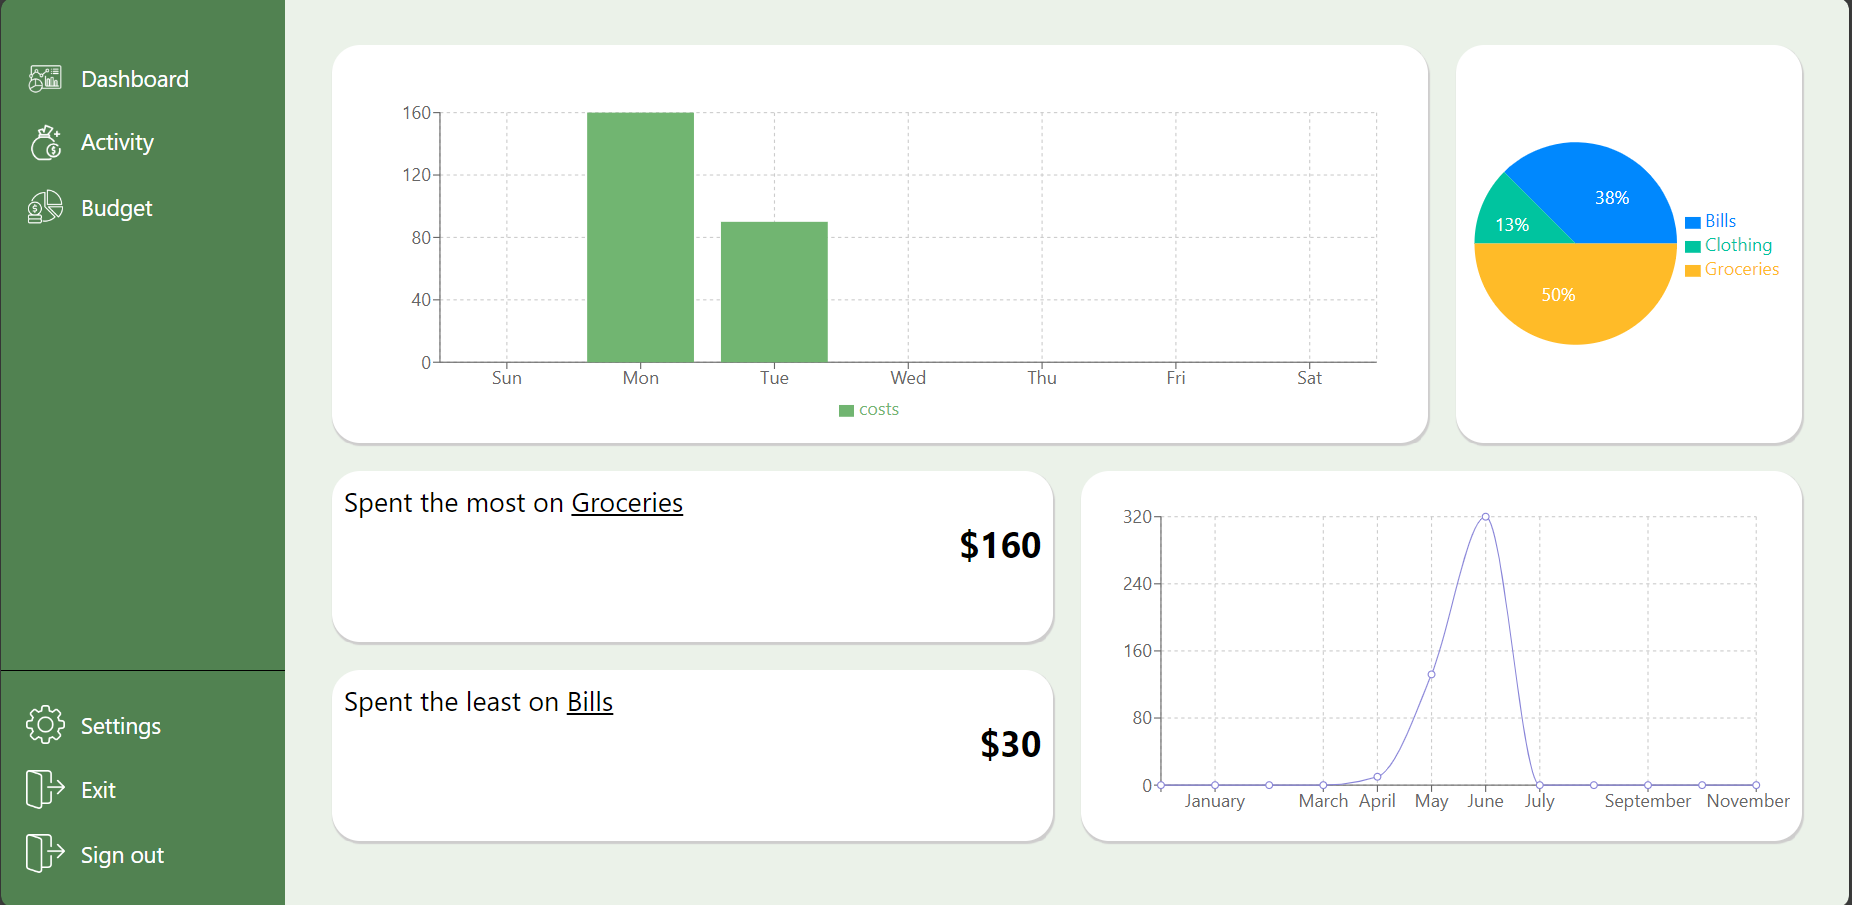 Dashboard
Activity
Budget
Settings
Exit
Sign out
160
120
80
40
0
Sun Mon Tue Wed Thu Fri Sat
costs
38%
13%
50%
Bills
Clothing
Groceries
Spent the most on Groceries
$160
Spent the least on Bills
$30
320
240
160
80
0
January March April May June July September November